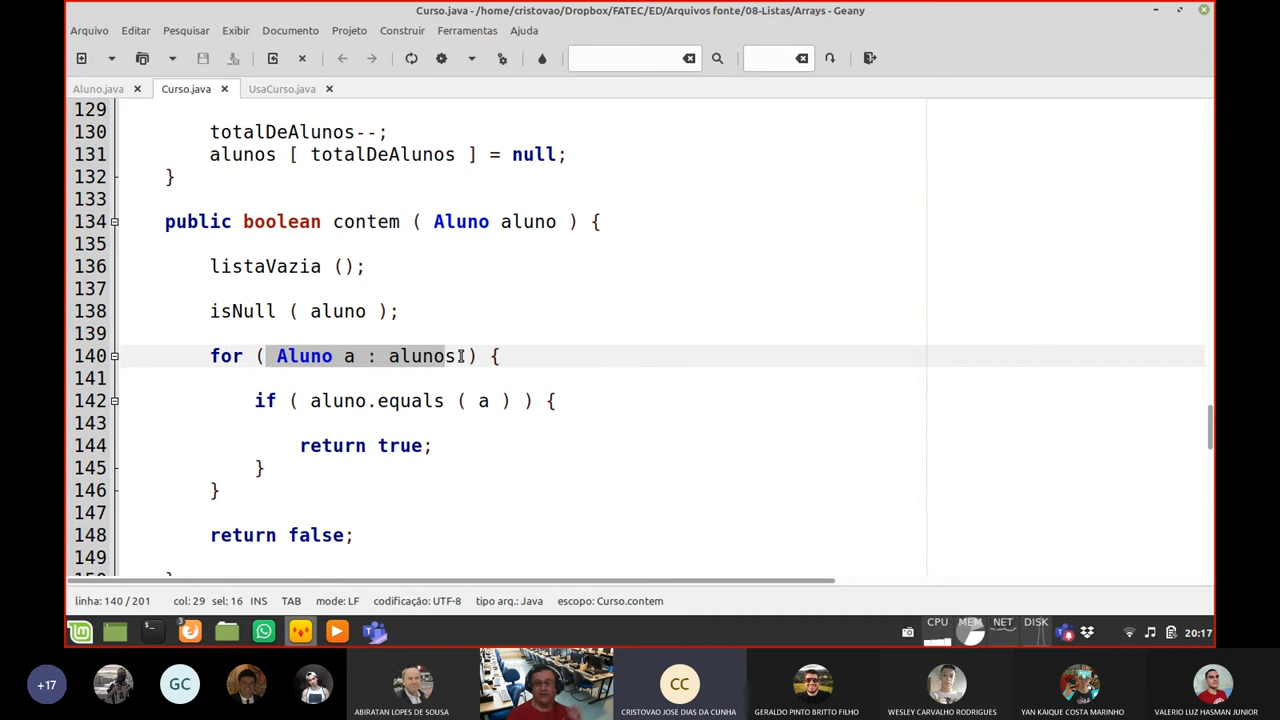 Curso.java - /home/cristovao/Dropbox/FATEC/ED/Arquivos fonte/08-Listas/Arrays - Geany
Arquivo Editar Pesquisar Exibir Documento Projeto Construir Ferramentas Ajuda
Aluno.java Curso.java UsaCurso.java
129
130 totalDeAlunos--;
131 alunos [ totalDeAlunos ] = null;
132 }
133
134 public boolean contem ( Aluno aluno ) {
135
136 listaVazia ();
137
138 isNull ( aluno );
139
140 for ( Aluno a : alunos ) {
141
142 if ( aluno.equals ( a ) ) {
143
144 return true;
145 }
146 }
147
148 return false;
149
linha: 140 / 201 col: 29 sel: 16 INS TAB mode: LF codificação: UTF-8 tipo arq.: Java escopo: Curso.contem
3 CPU MEM NET DISK 20:17
+17 GC CC
ABIRATAN LOPES DE SOUSA CRISTOVAO JOSE DIAS DA CUNHA GERALDO PINTO BRITTO FILHO WESLEY CARVALHO RODRIGUES YAN KAIQUE COSTA MARINHO VALERIO LUZ HASMAN JUNIOR